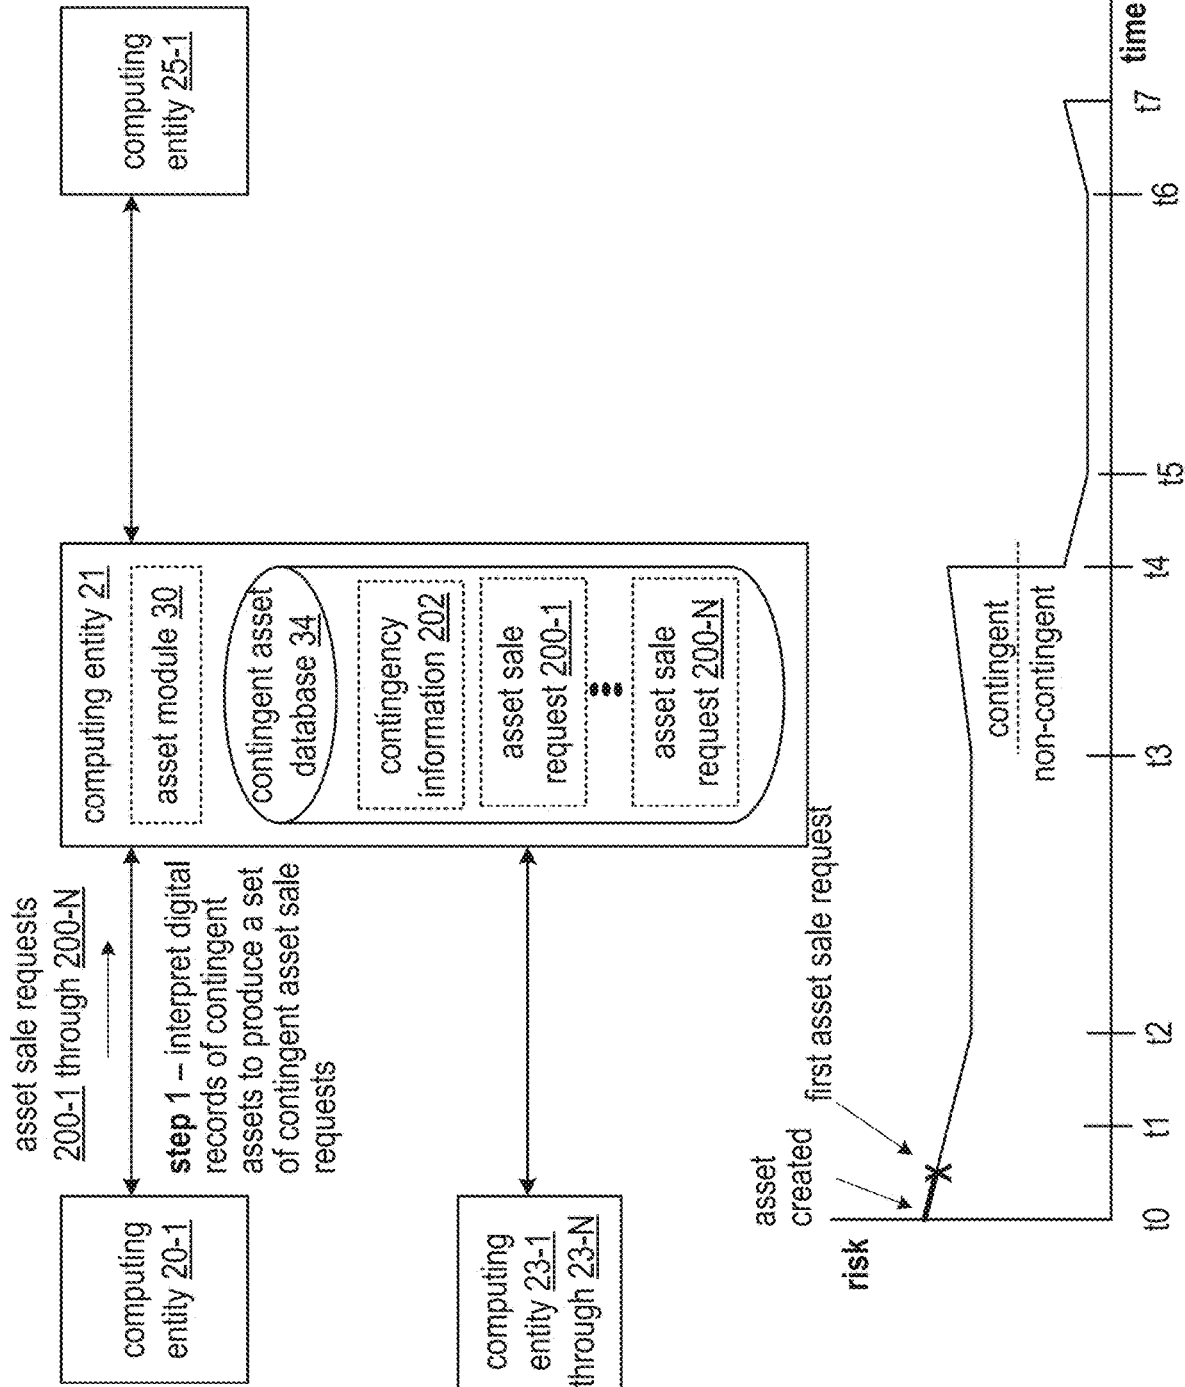 asset sale requests
200-1 through 200-N
computing
entity 20-1
step 1 – interpret digital
records of contingent
assets to produce a set
of contingent asset sale
requests
computing entity 21
asset module 30
contingent asset
database 34
contingency
information 202
asset sale
request 200-1
asset sale
request 200-N
computing
entity 25-1
computing
entity 23-1
through 23-N
risk
asset
created
first asset sale request
contingent
non-contingent
t0
t1
t2
t3
t4
t5
t6
t7
time